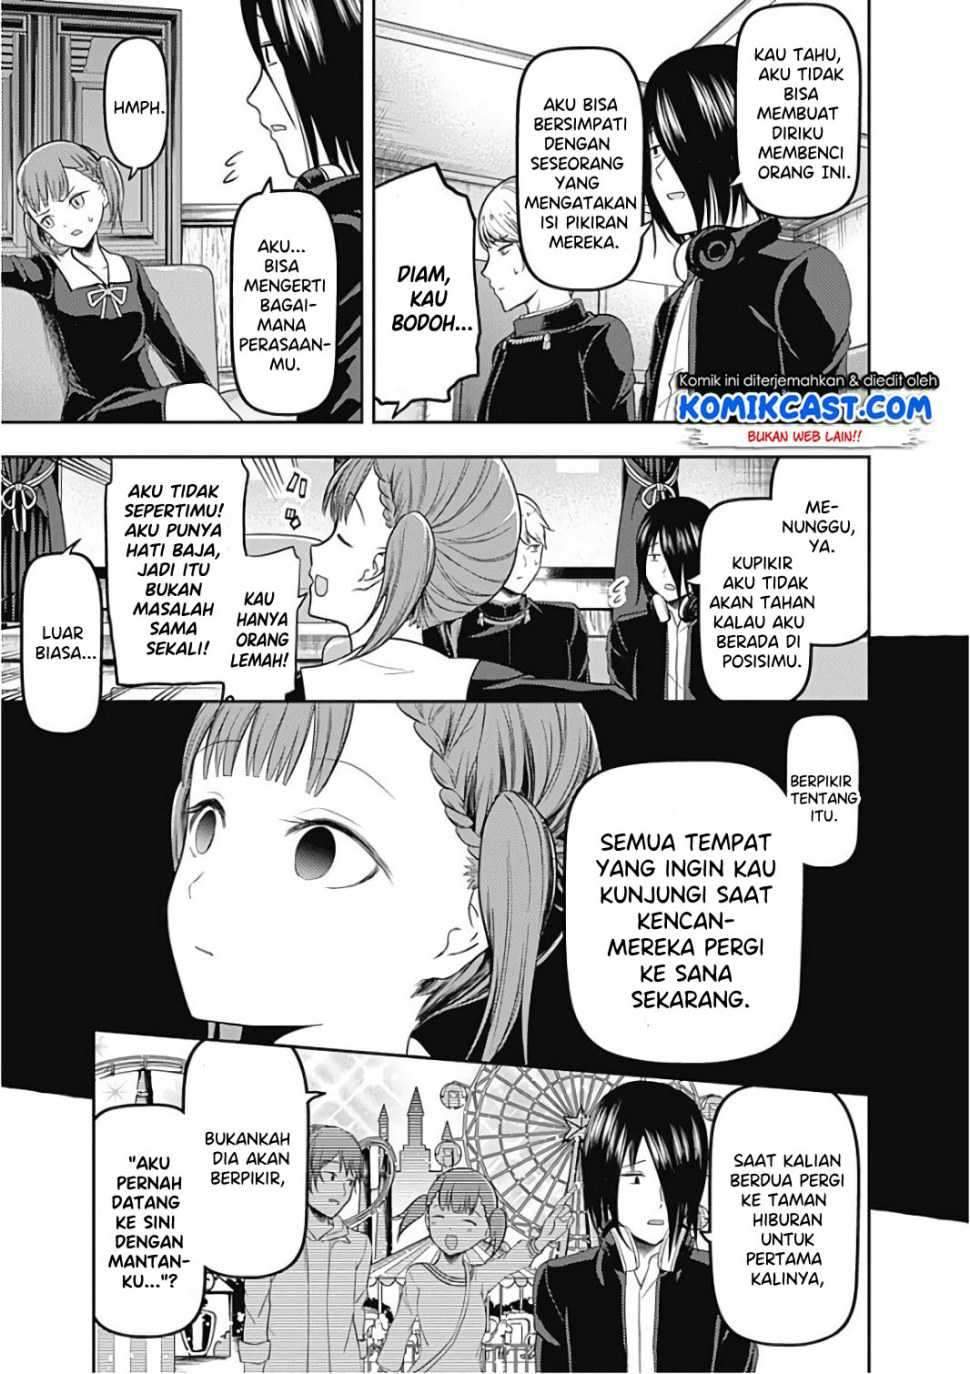 KAU TAHU,
AKU TIDAK
BISA
MEMBUAT
DIRIKU
MEMBENCI
ORANG INI.
AKU BISA
BERSIMPATI
DENGAN
SESEORANG
YANG
MENGATAKAN
ISI PIKIRAN
MEREKA.
DIAM,
KAU
BODOH...
AKU...
BISA
MENGERTI
BAGAI-
MANA
PERASAAN-
MU.
HMPH.
Komik ini diterjemahkan & diedit oleh
KOMIKCAST.COM
BUKAN WEB LAIN!!
ME-
NUNGGU,
YA.
KUPIKIR
AKU TIDAK
AKAN TAHAN
KALAU AKU
BERADA DI
POSISIMU.
KAU
HANYA
ORANG
LEMAH!
AKU TIDAK
SEPERTIMU!
AKU PUNYA
HATI BAJA,
JADI ITU
BUKAN
MASALAH
SAMA
SEKALI!
LUAR
BIASA...
BERPIKIR
TENTANG
ITU.
SEMUA TEMPAT
YANG INGIN KAU
KUNJUNGI SAAT
KENCAN-
MEREKA PERGI
KE SANA
SEKARANG.
SAAT KALIAN
BERDUA PERGI
KE TAMAN
HIBURAN
UNTUK
PERTAMA
KALINYA,
BUKANKAH
DIA AKAN
BERPIKIR,
"AKU
PERNAH
DATANG
KE SINI
DENGAN
MANTAN-
KU..."?